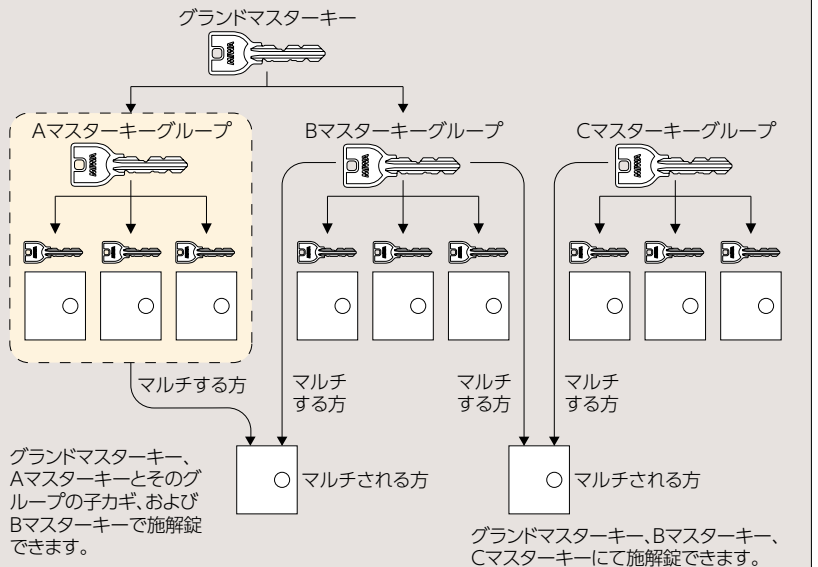 グランドマスターキー
MIWA
Aマスターキーグループ
Bマスターキーグループ
Cマスターキーグループ
MIWA
MIWA
MIWA
マルチする方
マルチ
する方
マルチ
する方
マルチ
する方
マルチされる方
マルチされる方
グランドマスターキー、
Aマスターキーとそのグ
ループの子カギ、および
Bマスターキーで施解錠
できます。
グランドマスターキー、Bマスターキー、
Cマスターキーにて施解錠できます。